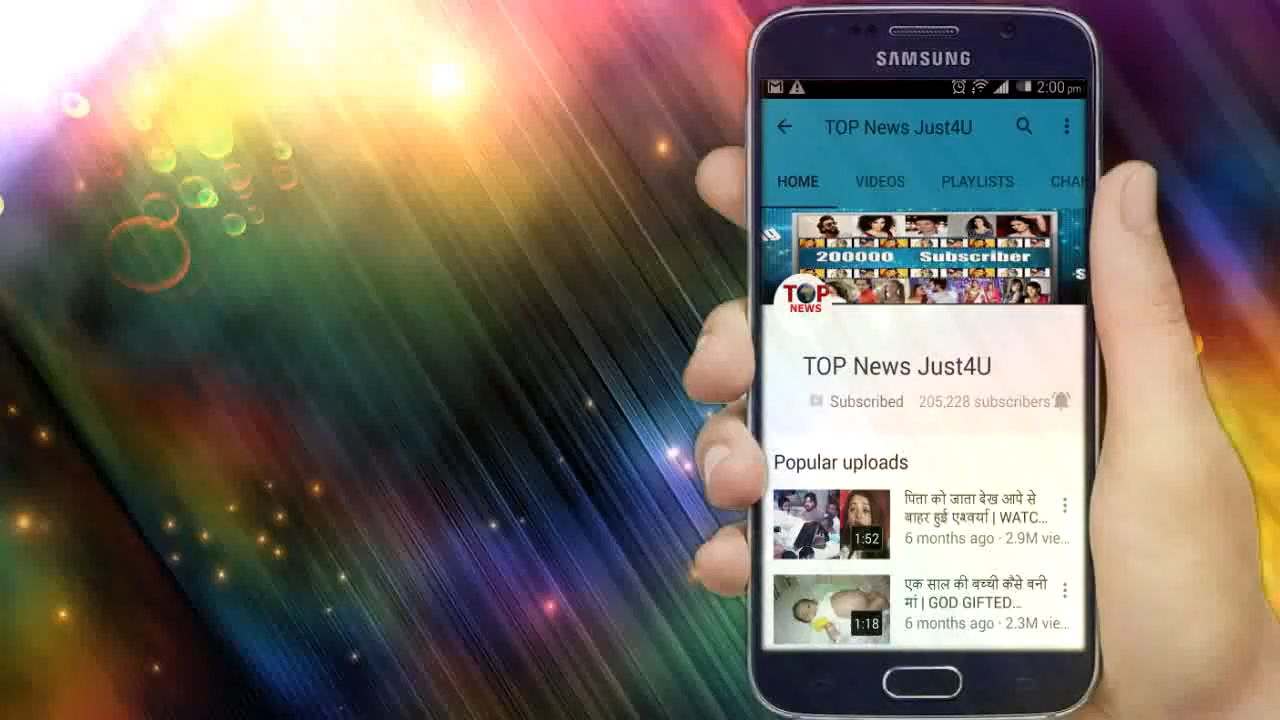 SAMSUNG
2:00 pm
TOP News Just4U
HOME VIDEOS PLAYLISTS CHAN
200000 Subscriber
TOP
NEWS
TOP News Just4U
Subscribed 205,228 subscribers
Popular uploads
पिता को जाता देख आपे से
बाहर हुई एश्वर्या | WATC...
1:52
6 months ago · 2.9M vie...
एक साल की बच्ची कैसे बनी
मां | GOD GIFTED...
1:18
6 months ago · 2.3M vie...